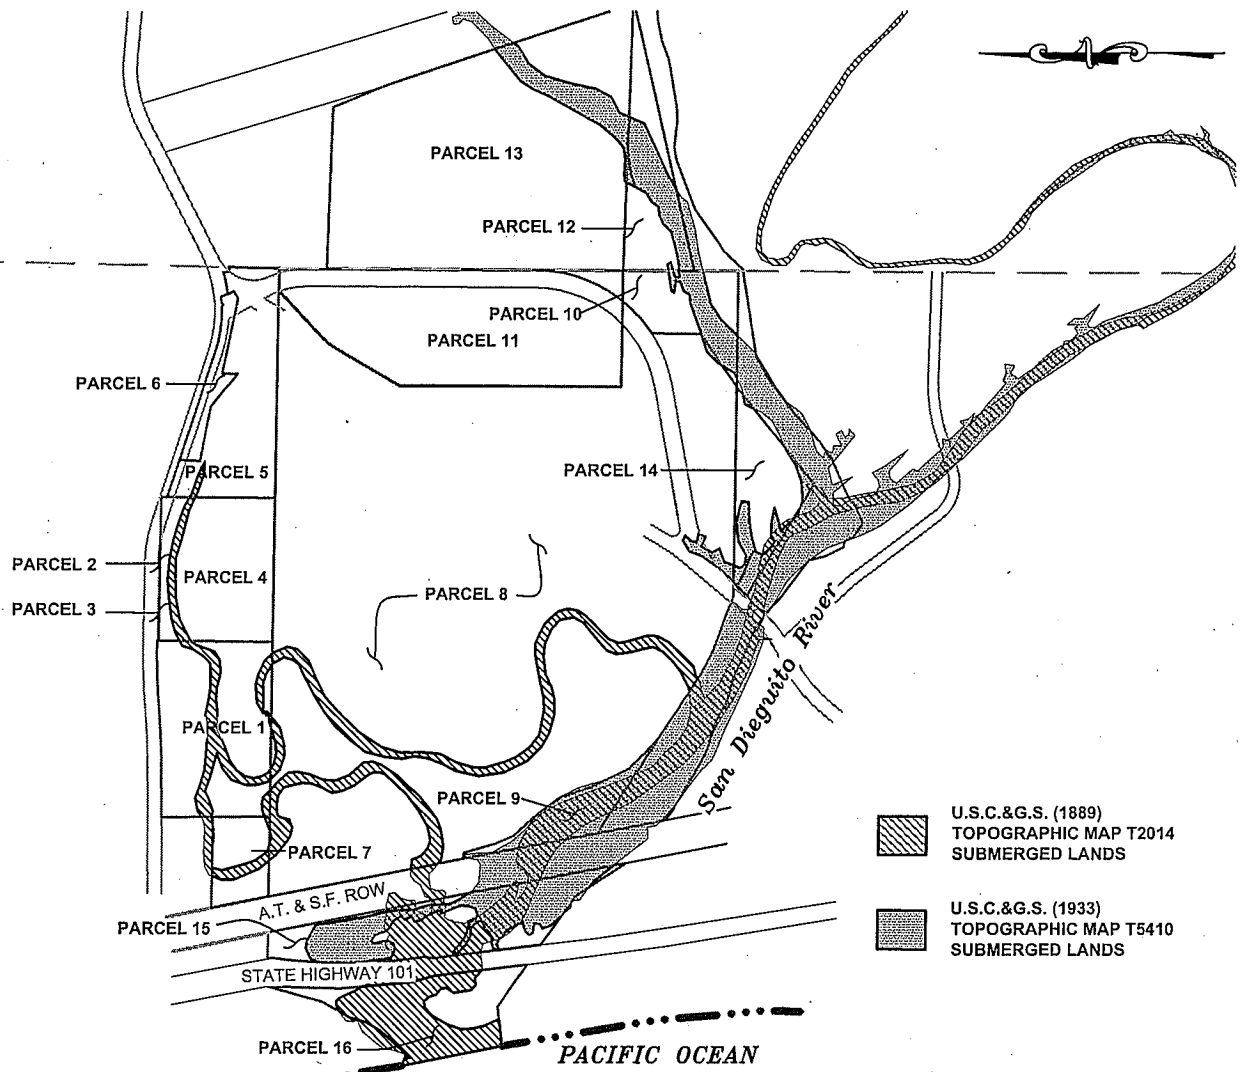 PARCEL 13
PARCEL 12
PARCEL 10
PARCEL 11
PARCEL 6
PARCEL 5
PARCEL 14
PARCEL 2
PARCEL 4
PARCEL 8
PARCEL 3
San Dieguito River
PARCEL 1
PARCEL 9
U.S.C.&G.S. (1889)
TOPOGRAPHIC MAP T2014
SUBMERGED LANDS
PARCEL 7
A.T. & S.F. ROW
PARCEL 15
U.S.C.&G.S. (1933)
TOPOGRAPHIC MAP T5410
SUBMERGED LANDS
STATE HIGHWAY 101
PARCEL 16
PACIFIC OCEAN